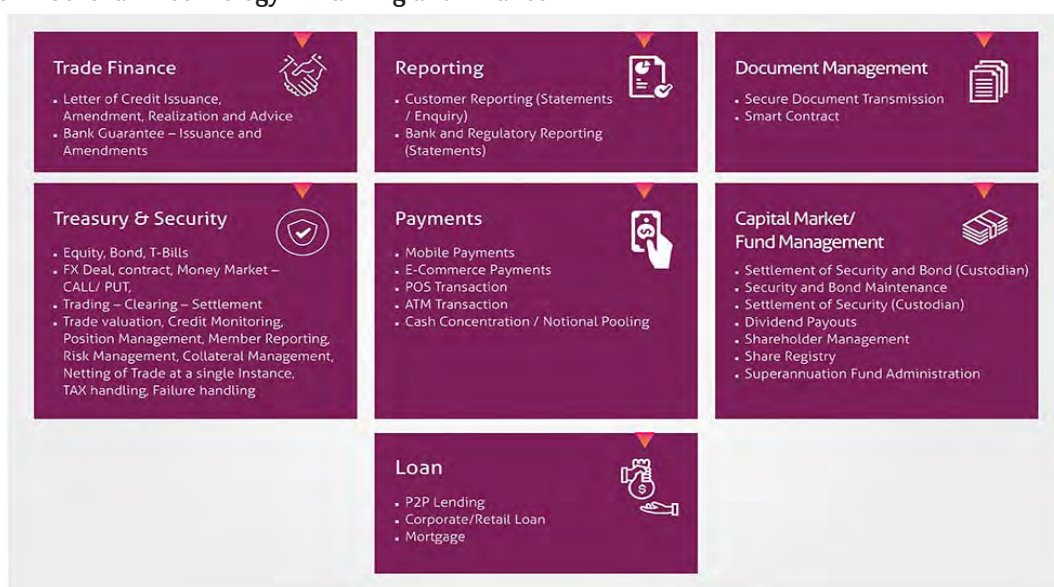 Trade Finance
▪ Letter of Credit Issuance,
Amendment, Realization and Advice
▪ Bank Guarantee – Issuance and
Amendments
Reporting
▪ Customer Reporting (Statements
/ Enquiry)
▪ Bank and Regulatory Reporting
(Statements)
Document Management
▪ Secure Document Transmission
▪ Smart Contract
Treasury & Security
▪ Equity, Bond, T-Bills
▪ FX Deal, contract, Money Market –
CALL/ PUT,
▪ Trading – Clearing – Settlement
▪ Trade valuation, Credit Monitoring,
Position Management, Member Reporting,
Risk Management, Collateral Management,
Netting of Trade at a single Instance,
TAX handling, Failure handling
Payments
▪ Mobile Payments
▪ E-Commerce Payments
▪ POS Transaction
▪ ATM Transaction
▪ Cash Concentration / Notional Pooling
Capital Market/
Fund Management
▪ Settlement of Security and Bond (Custodian)
▪ Security and Bond Maintenance
▪ Settlement of Security (Custodian)
▪ Dividend Payouts
▪ Shareholder Management
▪ Share Registry
▪ Superannuation Fund Administration
Loan
▪ P2P Lending
▪ Corporate/Retail Loan
▪ Mortgage